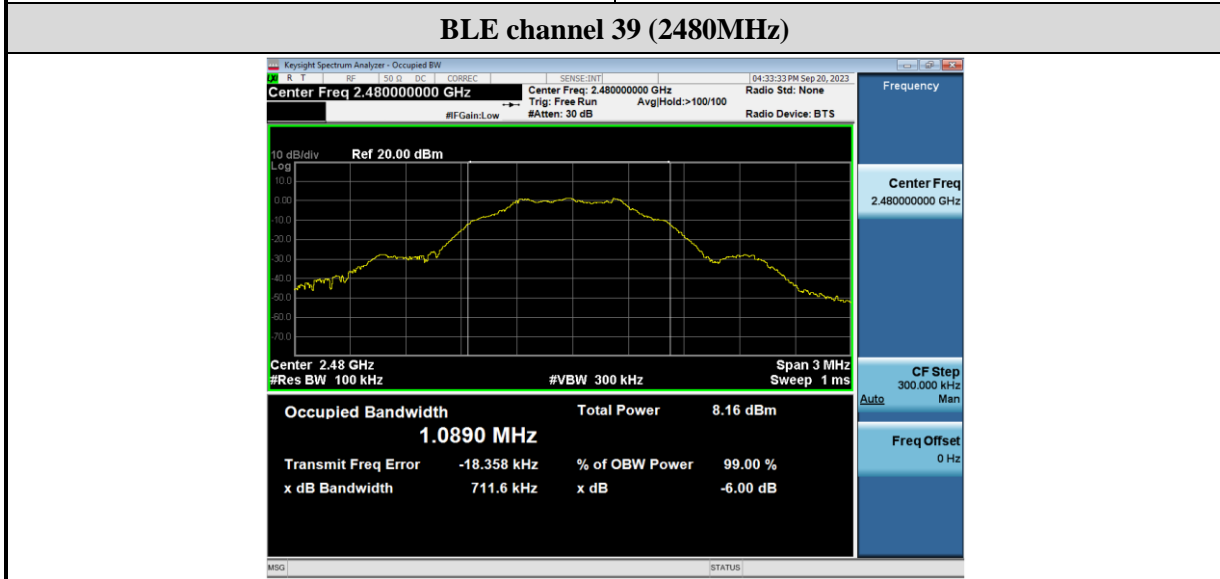 BLE channel 39 (2480MHz)
Keysight Spectrum Analyzer - Occupied BW
LXI R T RF 50 Ω DC CORREC SENSE:INT 04:33:33 PM Sep 20, 2023
Center Freq 2.480000000 GHz
Center Freq: 2.480000000 GHz Radio Std: None
Trig: Free Run Avg|Hold:>100/100
#IFGain:Low #Atten: 30 dB Radio Device: BTS
Frequency
10 dB/div Ref 20.00 dBm
Log
10.0
0.00
-10.0
-20.0
-30.0
-40.0
-50.0
-60.0
-70.0
Center 2.48 GHz Span 3 MHz
#Res BW 100 kHz #VBW 300 kHz Sweep 1 ms
Center Freq
2.480000000 GHz
CF Step
300.000 kHz
Auto Man
Freq Offset
0 Hz
Occupied Bandwidth Total Power 8.16 dBm
1.0890 MHz
Transmit Freq Error -18.358 kHz % of OBW Power 99.00 %
x dB Bandwidth 711.6 kHz x dB -6.00 dB
MSG STATUS